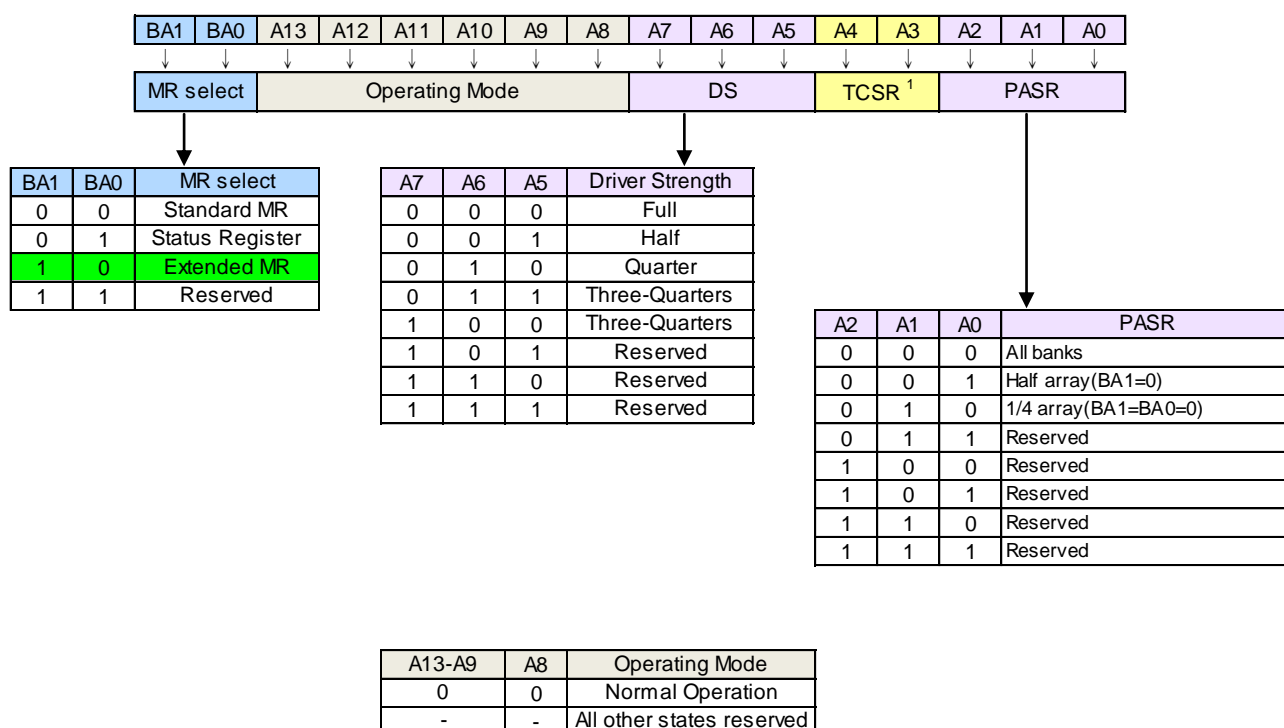 BA1 BA0 A13 A12 A11 A10 A9 A8 A7 A6 A5 A4 A3 A2 A1 A0
MR select Operating Mode DS TCSR 1 PASR
BA1 BA0 MR select
0 0 Standard MR
0 1 Status Register
1 0 Extended MR
1 1 Reserved
A7 A6 A5 Driver Strength
0 0 0 Full
0 0 1 Half
0 1 0 Quarter
0 1 1 Three-Quarters
1 0 0 Three-Quarters
1 0 1 Reserved
1 1 0 Reserved
1 1 1 Reserved
A2 A1 A0 PASR
0 0 0 All banks
0 0 1 Half array(BA1=0)
0 1 0 1/4 array(BA1=BA0=0)
0 1 1 Reserved
1 0 0 Reserved
1 0 1 Reserved
1 1 0 Reserved
1 1 1 Reserved
A13-A9 A8 Operating Mode
0 0 Normal Operation
- - All other states reserved